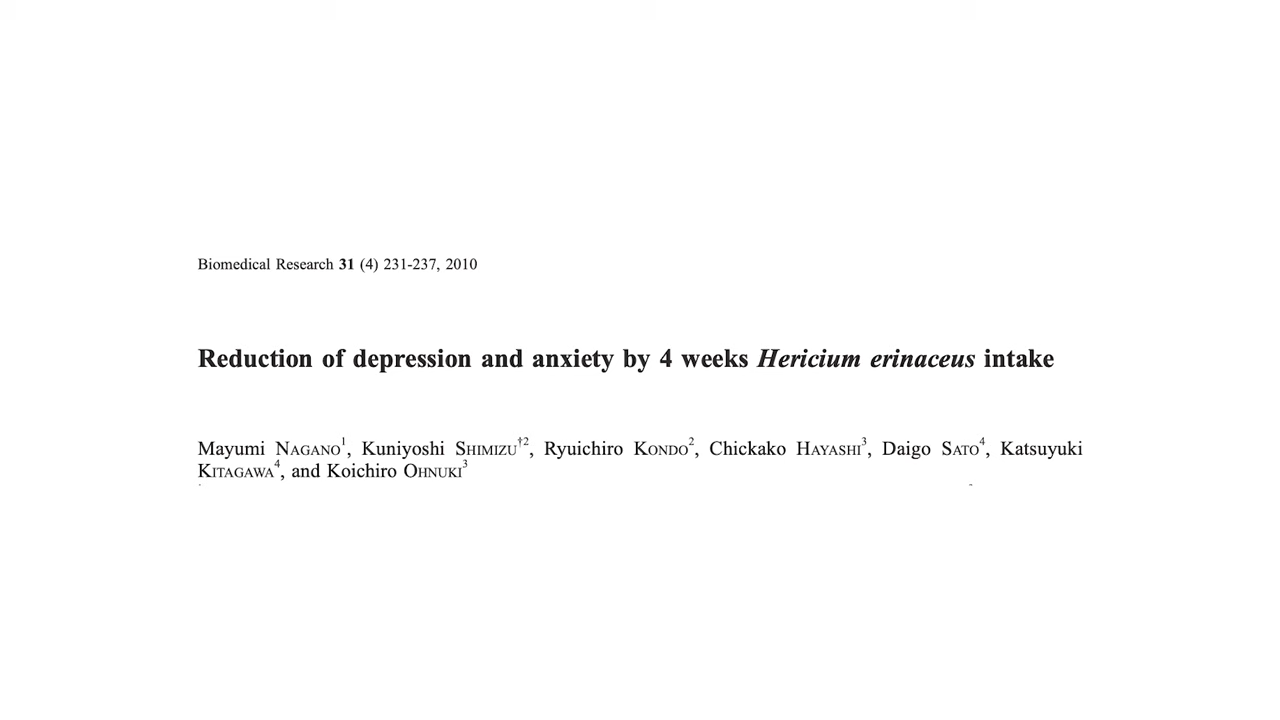 Biomedical Research 31 (4) 231-237, 2010
Reduction of depression and anxiety by 4 weeks Hericium erinaceus intake
Mayumi NAGANO1, Kuniyoshi SHIMIZU†2, Ryuichiro KONDO2, Chickako HAYASHI3, Daigo SATO4, Katsuyuki
KITAGAWA4, and Koichiro OHNUKI3